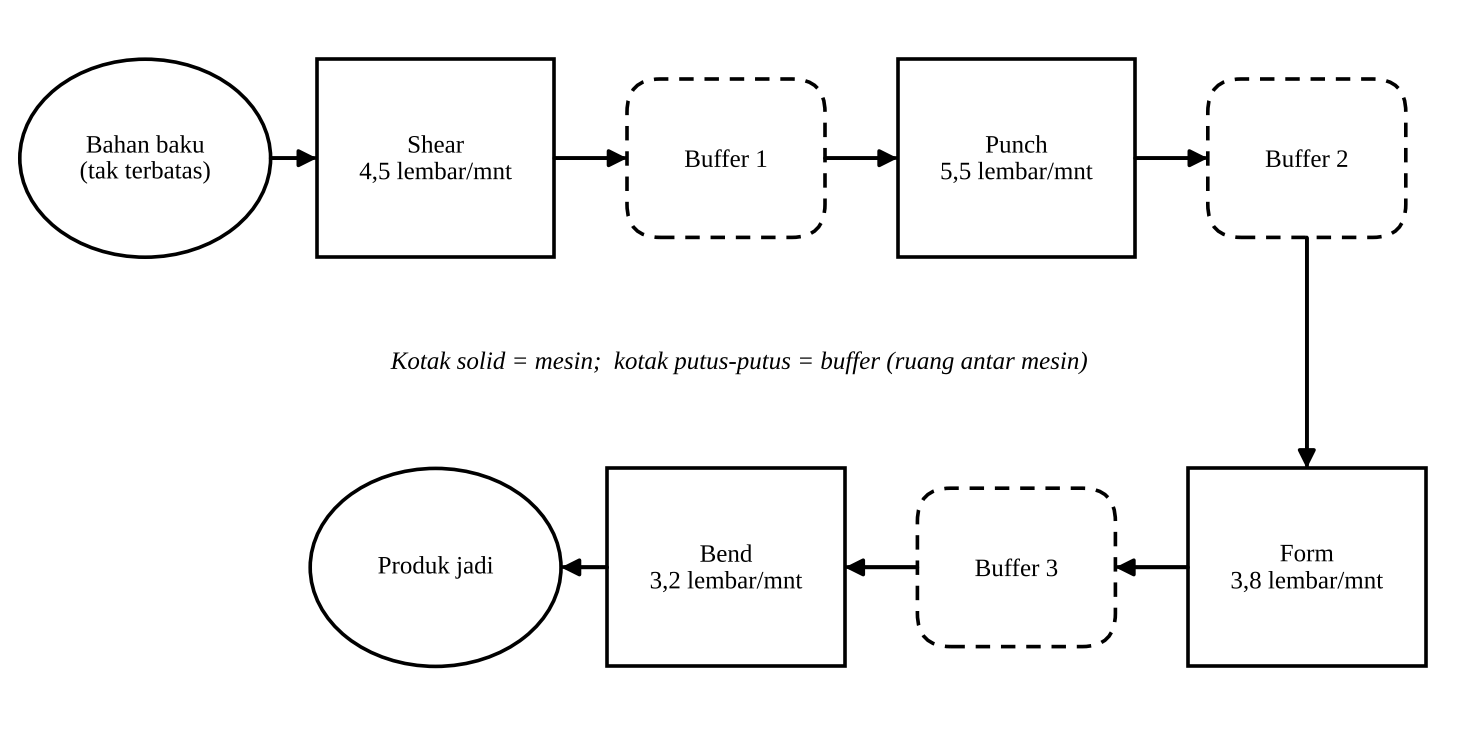 Bahan baku
(tak terbatas)
Shear
4,5 lembar/mnt
Buffer 1
Punch
5,5 lembar/mnt
Buffer 2
Kotak solid = mesin;  kotak putus-putus = buffer (ruang antar mesin)
Produk jadi
Bend
3,2 lembar/mnt
Buffer 3
Form
3,8 lembar/mnt